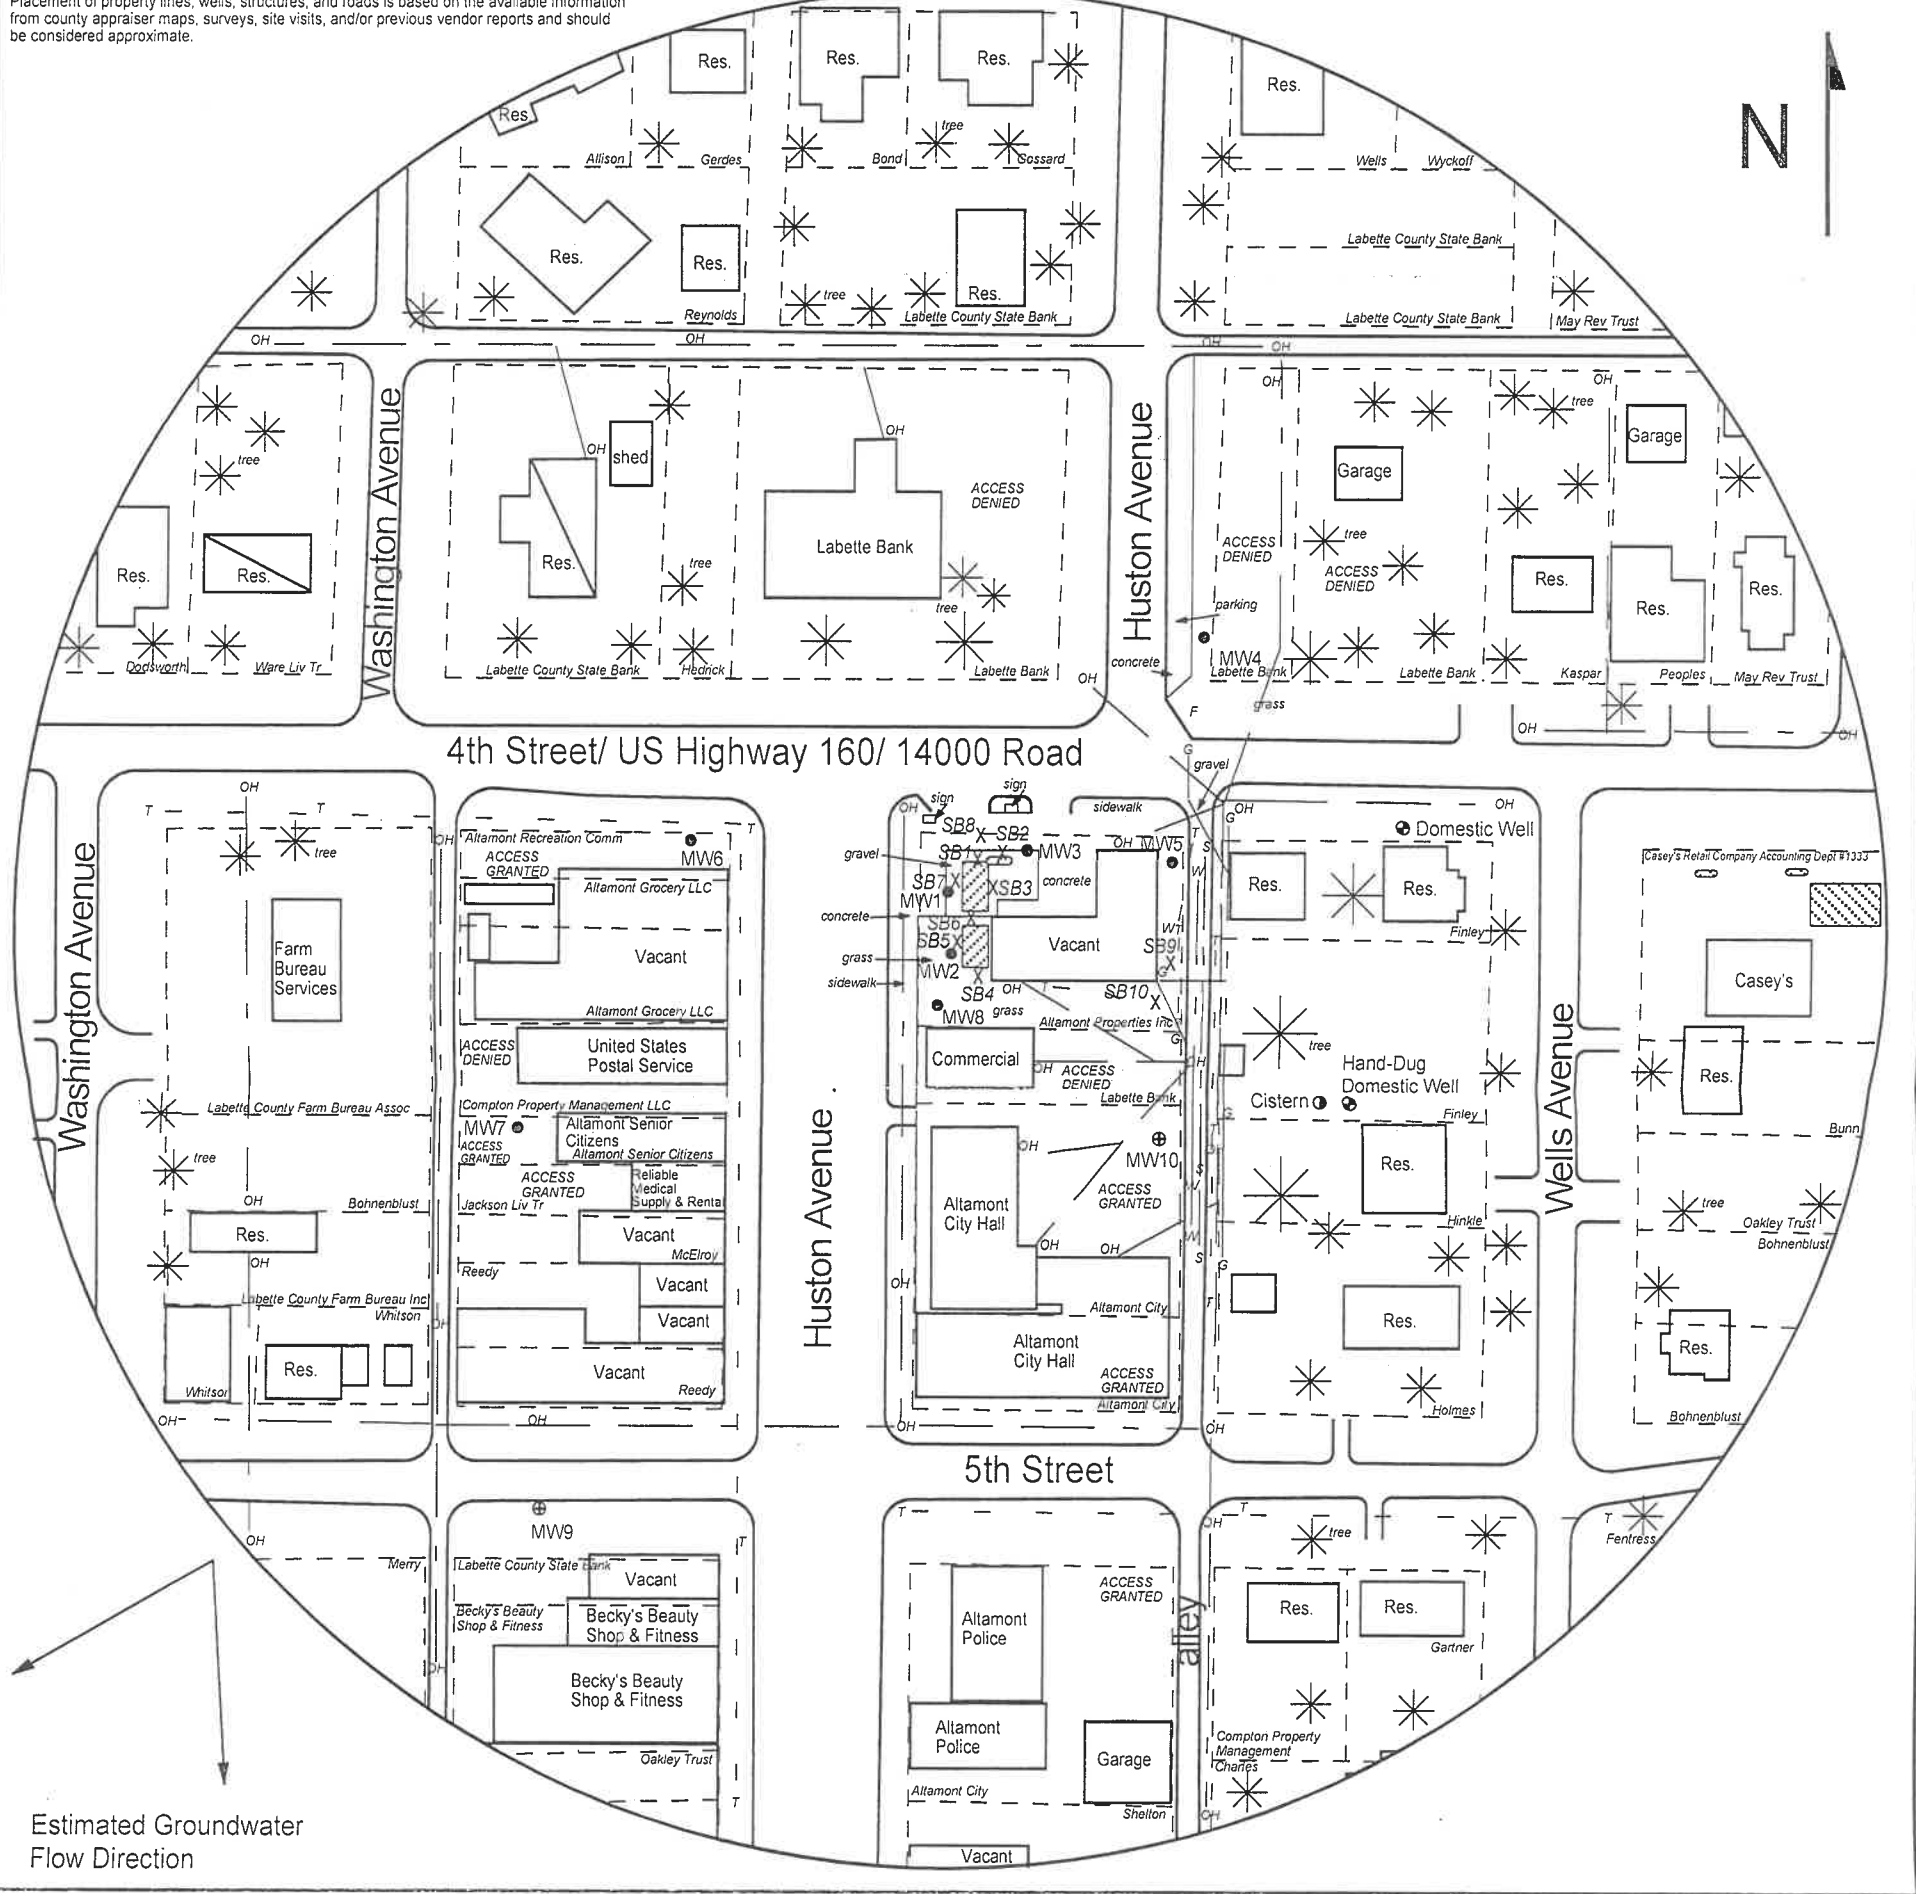 Placement of property lines, wells, structures, and roads is based on the available information
from county appraiser maps, surveys, site visits, and/or previous vendor reports and should
be considered approximate.
N
Res.
Res.
Res.
Res.
Res.
tree
Allison
Gerdes
Bond
Gossard
Wells
Wyckoff
Res.
Res.
Res.
tree
Labette County State Bank
Reynolds
Labette County State Bank
Labette County State Bank
May Rev Trust
OH
OH
OH
OH
OH
OH
tree
Washington Avenue
OH
shed
OH
Huston Avenue
Garage
Garage
tree
ACCESS
DENIED
Labette Bank
ACCESS
DENIED
tree
ACCESS
DENIED
Res.
Res.
Res.
tree
tree
Res.
Res.
Res.
parking
MW4
concrete
Dodsworth
Ware Liv Tr
Labette County State Bank
Hedrick
Labette Bank
Labette Bank
Labette Bank
Kaspar
Peoples
May Rev Trust
OH
F
grass
OH
OH
4th Street/ US Highway 160/ 14000 Road
G
gravel
OH
T
T
tree
OH
T
Altamont Recreation Comm
ACCESS
GRANTED
MW6
Altamont Grocery LLC
Vacant
Altamont Grocery LLC
OH
sign
sign
sidewalk
SB8
SB2
SB1
MW3
OH
MW5
gravel
SB7
SB3
concrete
MW1
concrete
SB6
SB5
Vacant
grass
MW2
sidewalk
SB4
OH
T
SB9
G
SB10
MW8
grass
Altamont Properties Inc
G
T
S
W
OH
G
OH
Domestic Well
Res.
Res.
Finley
Casey's Retail Company Accounting Dept #1333
Casey's
Washington Avenue
Farm
Bureau
Services
ACCESS
DENIED
United States
Postal Service
Commercial
OH
ACCESS
DENIED
Labette Bank
OH
tree
Hand-Dug
Domestic Well
Cistern
Finley
Wells Avenue
Res.
Bunn
Labette County Farm Bureau Assoc
Compton Property Management LLC
MW7
ACCESS
GRANTED
Altamont Senior
Citizens
Altamont Senior Citizens
ACCESS
GRANTED
Reliable
Medical
Supply & Rental
Jackson Liv Tr
Huston Avenue
OH
MW10
ACCESS
GRANTED
Altamont
City Hall
G
T
S
W
Res.
Hinkle
tree
Oakley Trust
Bohnenblust
tree
OH
Bohnenblust
Res.
OH
Vacant
McElroy
Reedy
Vacant
Vacant
OH
OH
OH
W
S
G
T
Altamont City
Altamont
City Hall
ACCESS
GRANTED
Altamont City
Res.
Holmes
Res.
Bohnenblust
Labette County Farm Bureau Inc
Whitson
OH
Res.
Whitson
Vacant
Reedy
OH
OH
OH
OH
5th Street
OH
MW9
Merry
Labette County State Bank
Vacant
Becky's Beauty
Shop & Fitness
Becky's Beauty
Shop & Fitness
OH
Becky's Beauty
Shop & Fitness
Oakley Trust
T
T
T
ACCESS
GRANTED
Altamont
Police
Altamont
Police
Garage
Altamont City
Shelton
Vacant
alley
OH
T
tree
Res.
Res.
Gartner
Compton Property
Management
Charles
OH
T
Fentress
Estimated Groundwater
Flow Direction